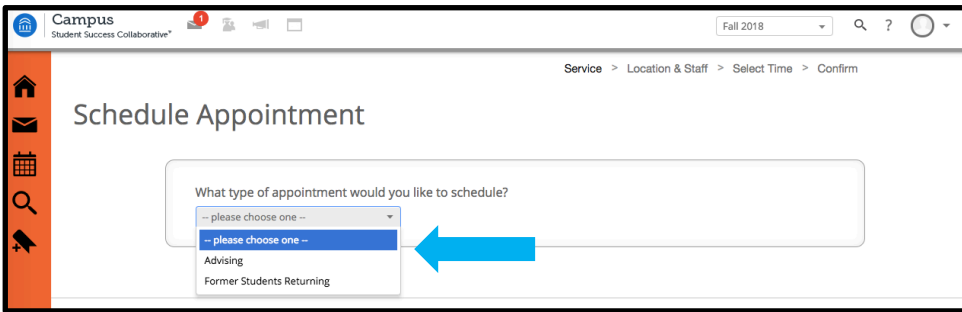 Campus
Student Success Collaborative
1
Fall 2018
?
Service > Location & Staff > Select Time > Confirm
Schedule Appointment
What type of appointment would you like to schedule?
-- please choose one --
-- please choose one --
Advising
Former Students Returning